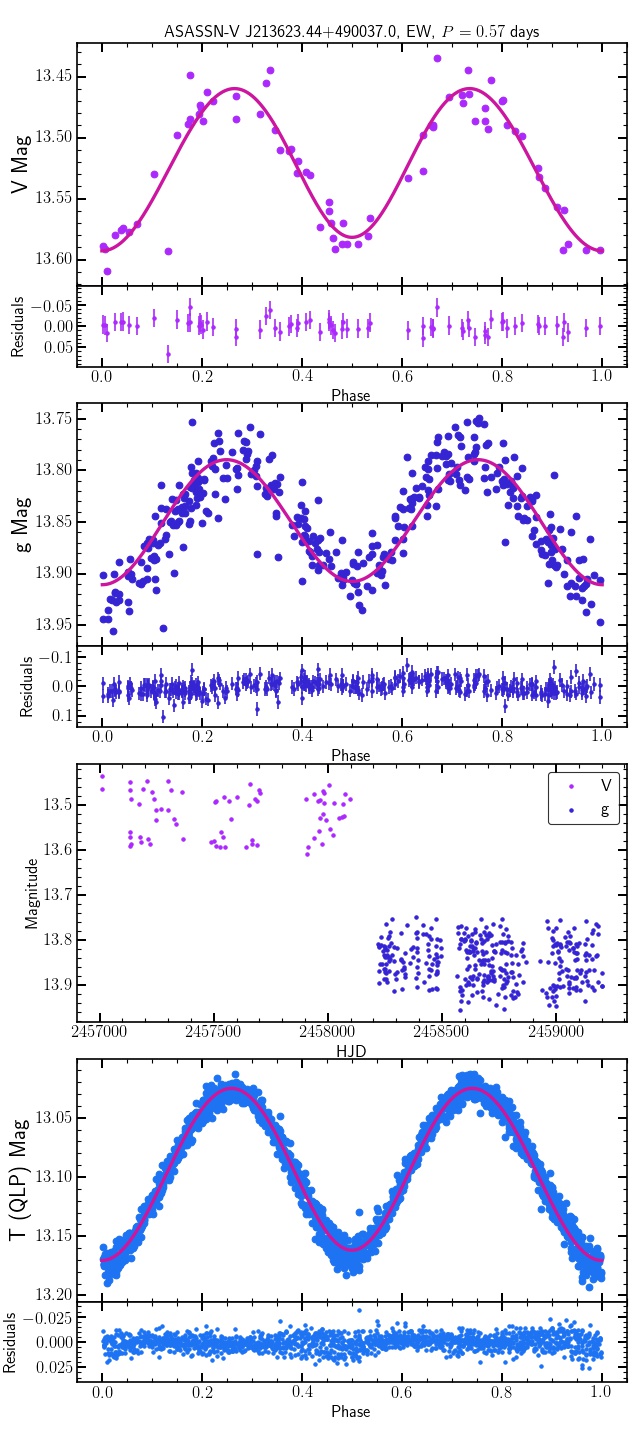 ASASSN-V J213623.44+490037.0, EW, P = 0.57 days
13.45
13.50
13.55
13.60
V Mag
−0.05
0.00
0.05
Residuals
0.0 0.2 0.4 0.6 0.8 1.0
Phase
13.75
13.80
13.85
13.90
13.95
g Mag
−0.1
0.0
0.1
Residuals
0.0 0.2 0.4 0.6 0.8 1.0
Phase
13.5
13.6
13.7
13.8
13.9
Magnitude
V
g
2457000 2457500 2458000 2458500 2459000
HJD
13.05
13.10
13.15
13.20
T (QLP) Mag
−0.025
0.000
0.025
Residuals
0.0 0.2 0.4 0.6 0.8 1.0
Phase